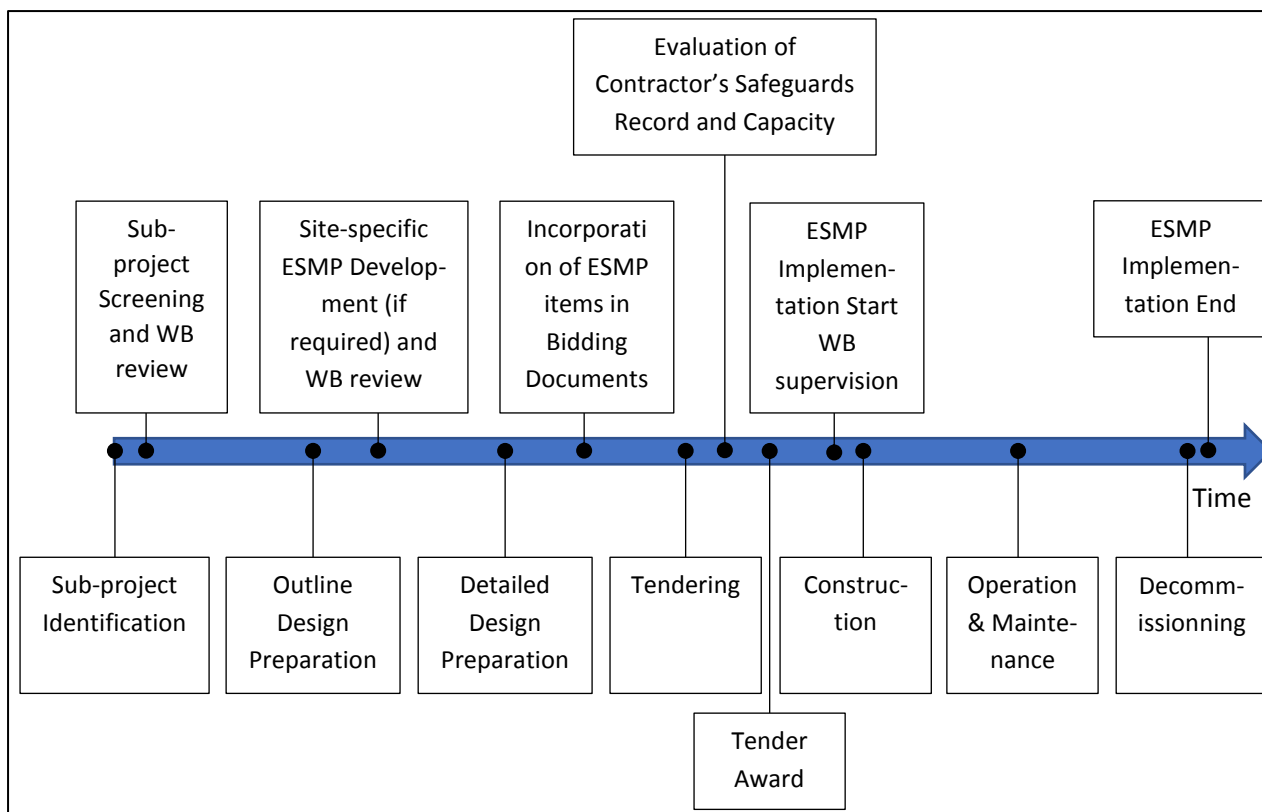 Evaluation of
Contractor’s Safeguards
Record and Capacity
Sub-
project
Screening
and WB
review
Site-specific
ESMP Develop-
ment (if
required) and
WB review
Incorporati
on of ESMP
items in
Bidding
Documents
ESMP
Implemen-
tation Start
WB
supervision
ESMP
Implemen-
tation End
Time
Sub-project
Identification
Outline
Design
Preparation
Detailed
Design
Preparation
Tendering
Construc-
tion
Operation
& Mainte-
nance
Decomm-
issionning
Tender
Award